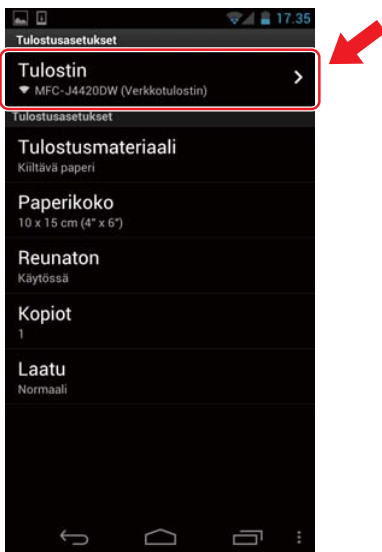 17.35
Tulostusasetukset
Tulostin
MFC-J4420DW (Verkkotulostin)
Tulostusasetukset
Tulostusmateriaali
Kiiltävä paperi
Paperikoko
10 x 15 cm (4" x 6")
Reunaton
Käytössä
Kopiot
1
Laatu
Normaali